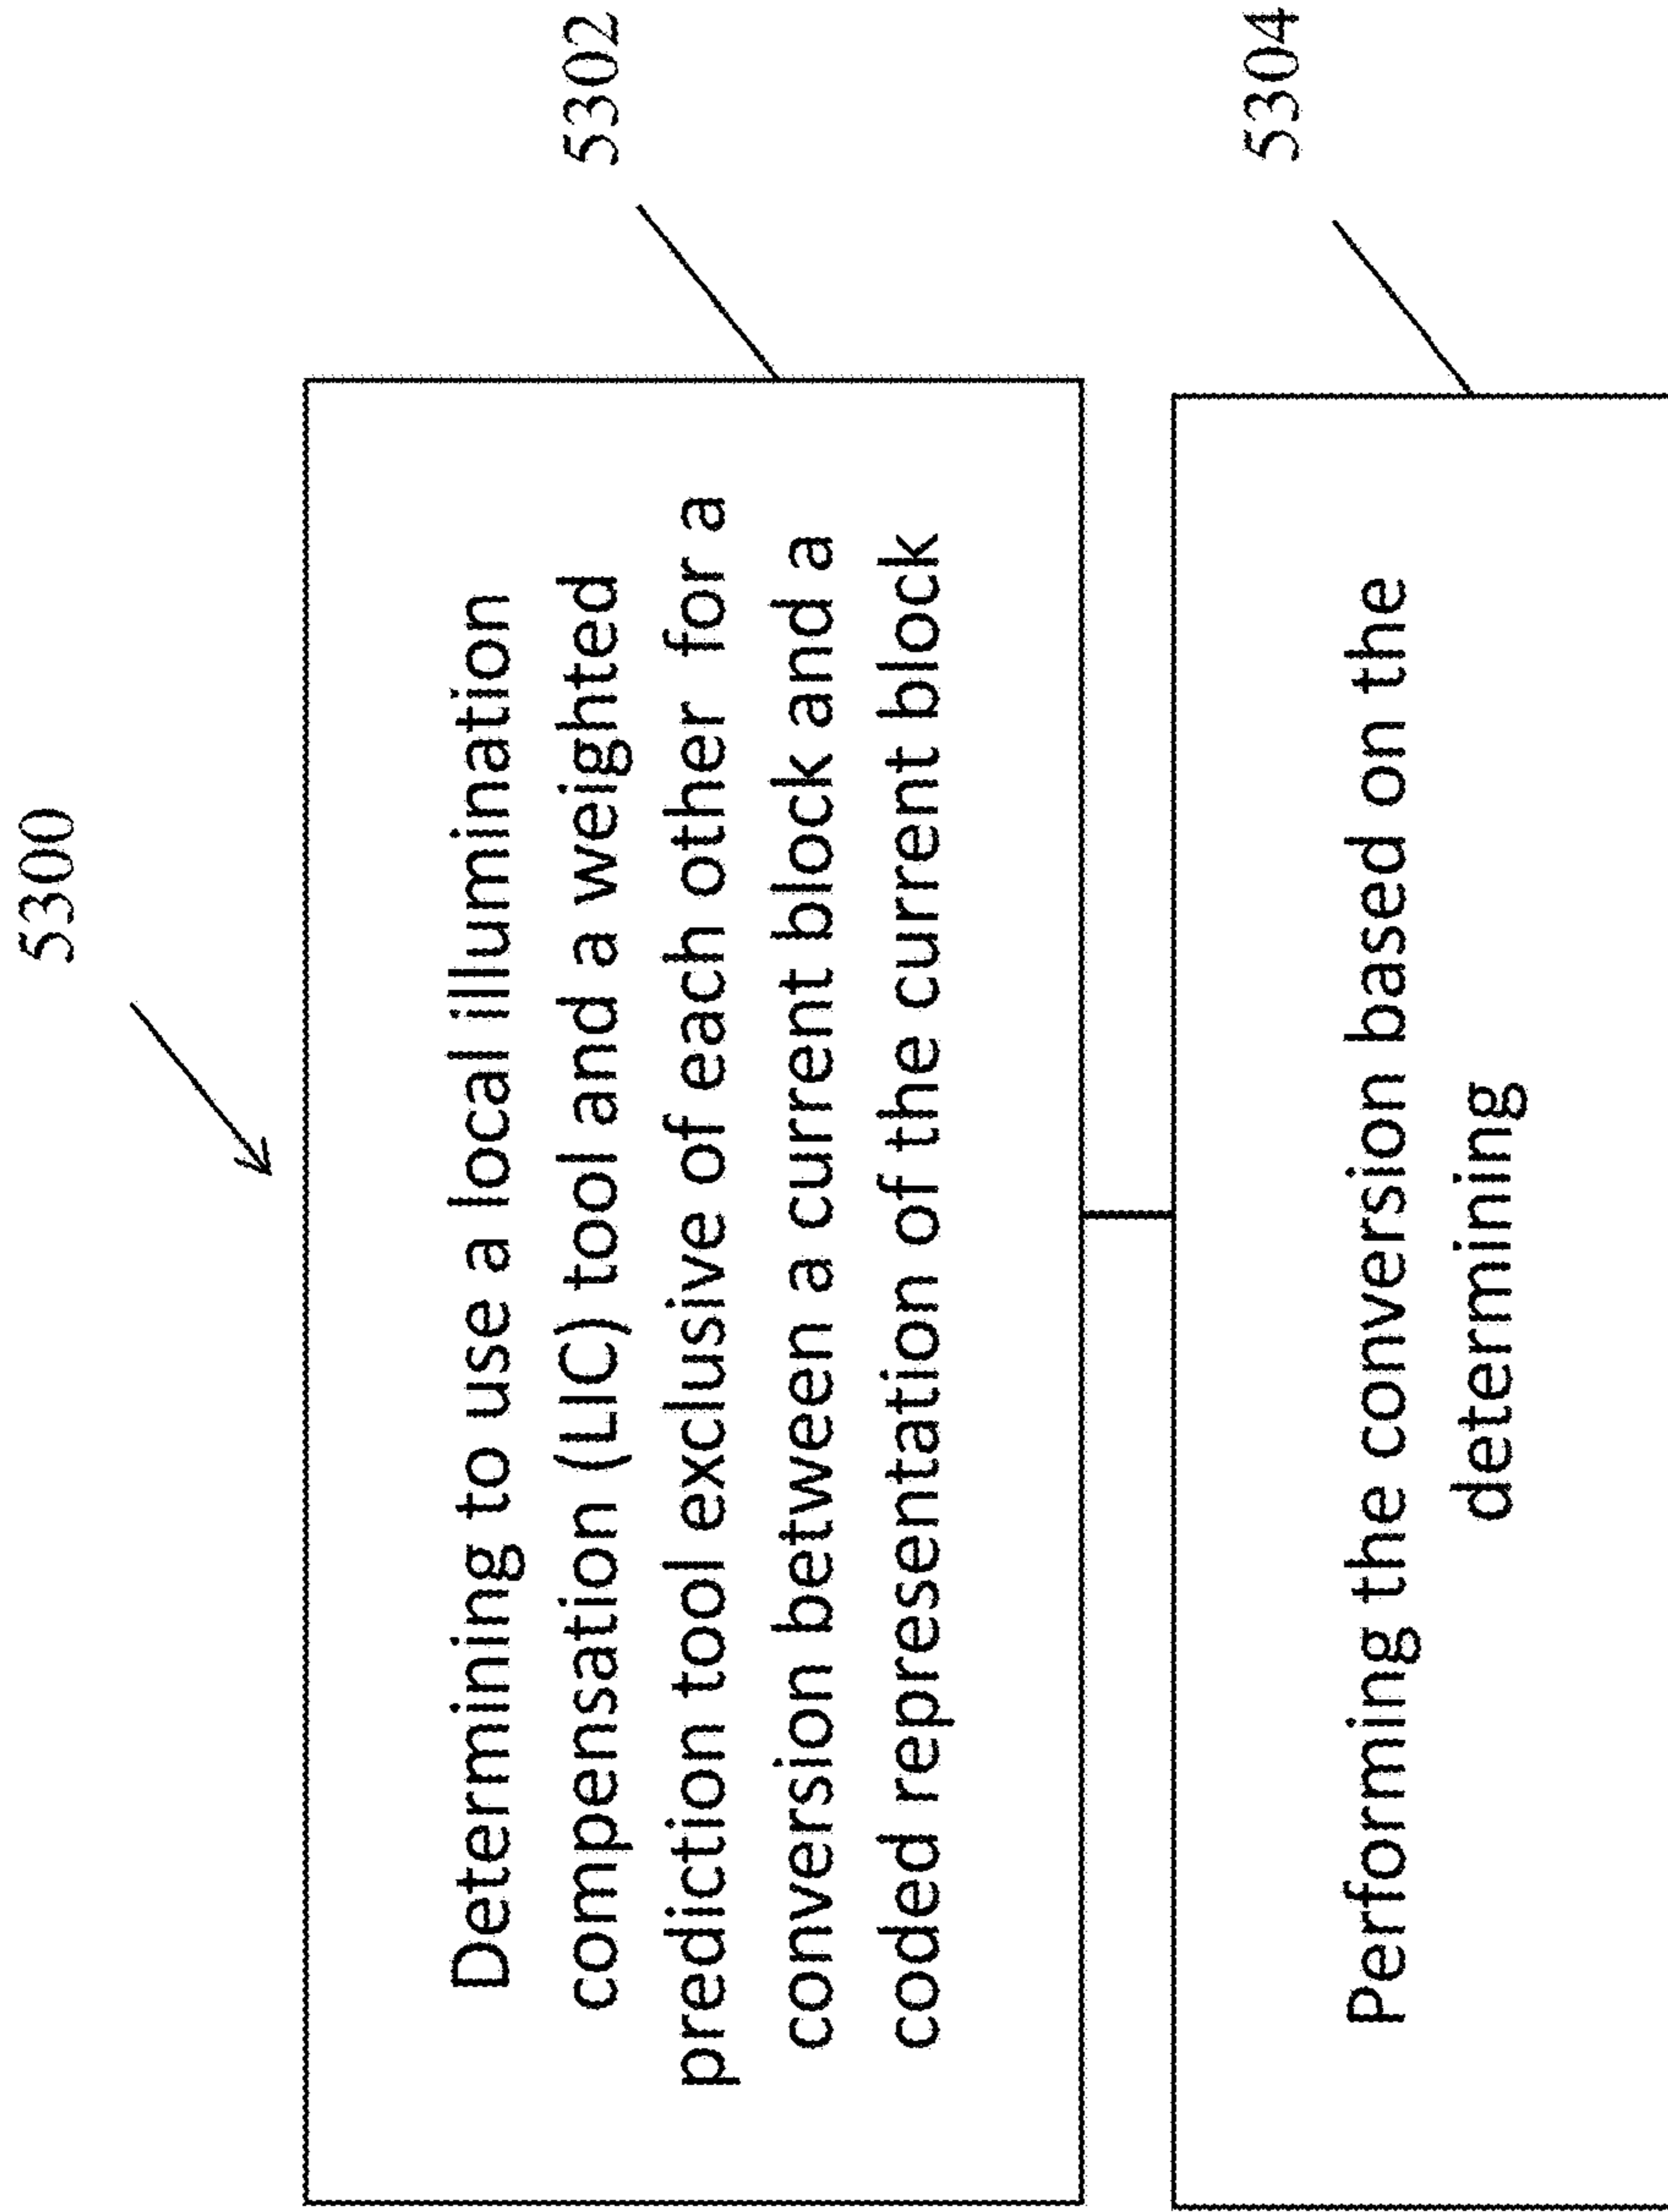 5300
Determining to use a local illumination
compensation (LIC) tool and a weighted
prediction tool exclusive of each other for a
conversion between a current block and a
coded representation of the current block
5302
Performing the conversion based on the
determining
5304